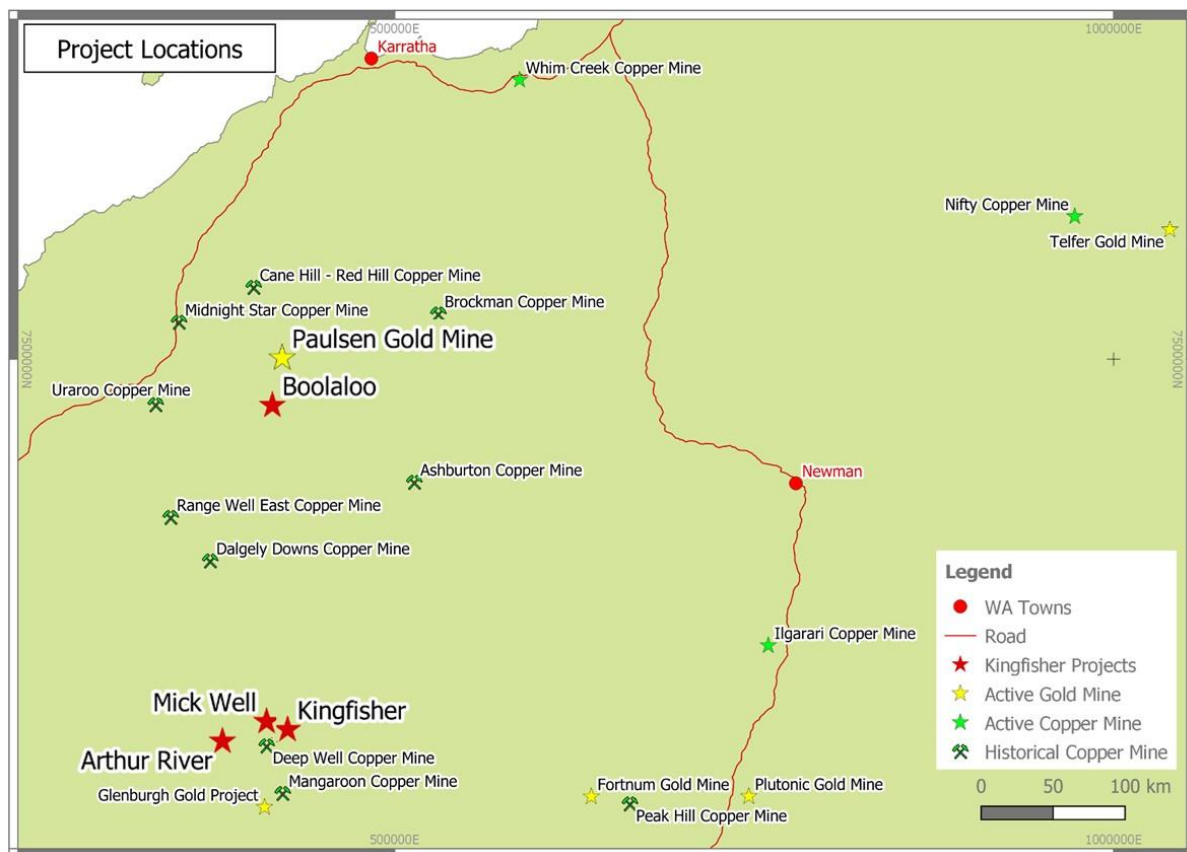 Project Locations
500000E
1000000E
Karratha
Whim Creek Copper Mine
Nifty Copper Mine
Telfer Gold Mine
Cane Hill - Red Hill Copper Mine
Midnight Star Copper Mine
Brockman Copper Mine
Paulsen Gold Mine
7500000N
7500000N
Boolaloo
Uraroo Copper Mine
Ashburton Copper Mine
Newman
Range Well East Copper Mine
Dalgely Downs Copper Mine
Ilgarari Copper Mine
Mick Well
Kingfisher
Arthur River
Deep Well Copper Mine
Mangaroon Copper Mine
Glenburgh Gold Project
Fortnum Gold Mine
Plutonic Gold Mine
Peak Hill Copper Mine
Legend
WA Towns
Road
Kingfisher Projects
Active Gold Mine
Active Copper Mine
Historical Copper Mine
0 50 100 km
500000E
1000000E